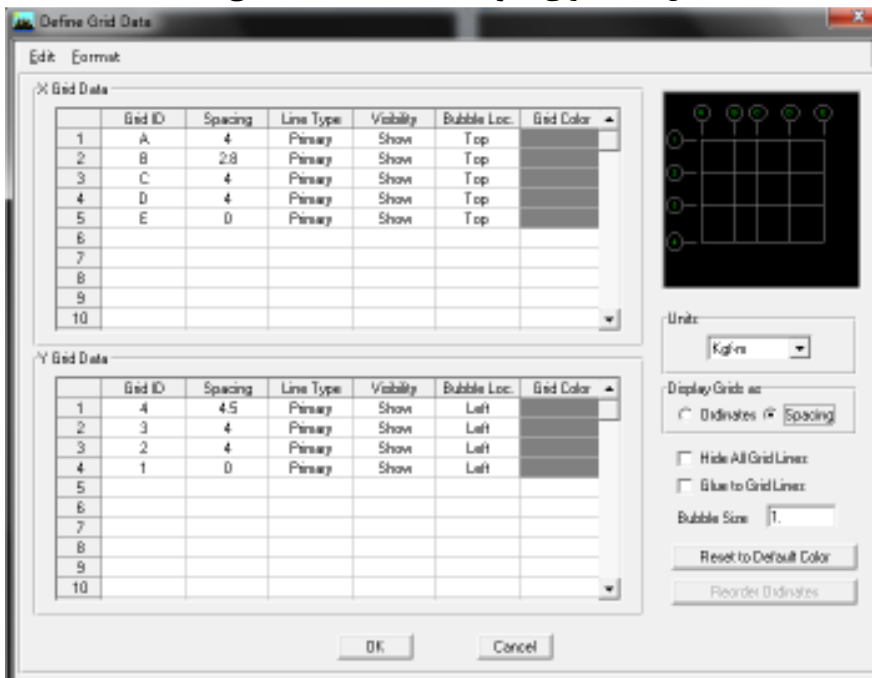 Define Grid Data
Edit Format
X Grid Data
Grid ID Spacing Line Type Visibility Bubble Loc. Grid Color
1 A 4 Primary Show Top
2 B 2.8 Primary Show Top
3 C 4 Primary Show Top
4 D 4 Primary Show Top
5 E 0 Primary Show Top
6
7
8
9
10
Units
Kgf-m
Y Grid Data
Grid ID Spacing Line Type Visibility Bubble Loc. Grid Color
1 4 4.5 Primary Show Left
2 3 4 Primary Show Left
3 2 4 Primary Show Left
4 1 0 Primary Show Left
5
6
7
8
9
10
Display Grids as
Ordinates Spacing
Hide All Grid Lines
Glue to Grid Lines
Bubble Size 1.
Reset to Default Color
Reorder Ordinates
OK Cancel